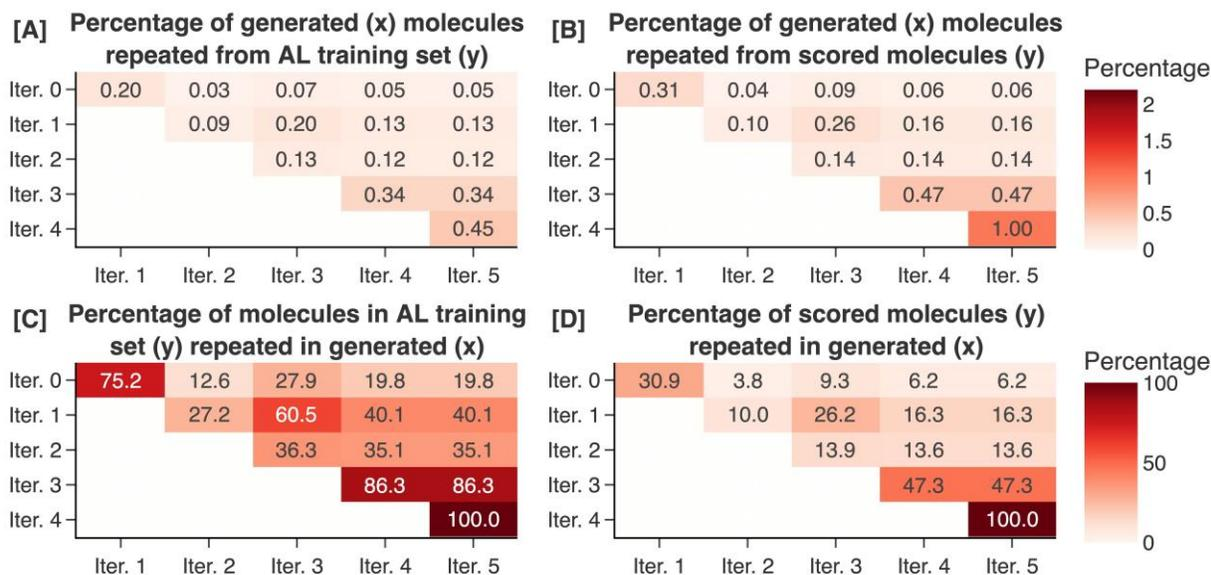 [A] Percentage of generated (x) molecules
repeated from AL training set (y)
Iter. 0 0.20 0.03 0.07 0.05 0.05
Iter. 1 0.09 0.20 0.13 0.13
Iter. 2 0.13 0.12 0.12
Iter. 3 0.34 0.34
Iter. 4 0.45
Iter. 1 Iter. 2 Iter. 3 Iter. 4 Iter. 5
[B] Percentage of generated (x) molecules
repeated from scored molecules (y)
Iter. 0 0.31 0.04 0.09 0.06 0.06
Iter. 1 0.10 0.26 0.16 0.16
Iter. 2 0.14 0.14 0.14
Iter. 3 0.47 0.47
Iter. 4 1.00
Iter. 1 Iter. 2 Iter. 3 Iter. 4 Iter. 5
Percentage
2
1.5
1
0.5
0
[C] Percentage of molecules in AL training
set (y) repeated in generated (x)
Iter. 0 75.2 12.6 27.9 19.8 19.8
Iter. 1 27.2 60.5 40.1 40.1
Iter. 2 36.3 35.1 35.1
Iter. 3 86.3 86.3
Iter. 4 100.0
Iter. 1 Iter. 2 Iter. 3 Iter. 4 Iter. 5
[D] Percentage of scored molecules (y)
repeated in generated (x)
Iter. 0 30.9 3.8 9.3 6.2 6.2
Iter. 1 10.0 26.2 16.3 16.3
Iter. 2 13.9 13.6 13.6
Iter. 3 47.3 47.3
Iter. 4 100.0
Iter. 1 Iter. 2 Iter. 3 Iter. 4 Iter. 5
Percentage
100
50
0